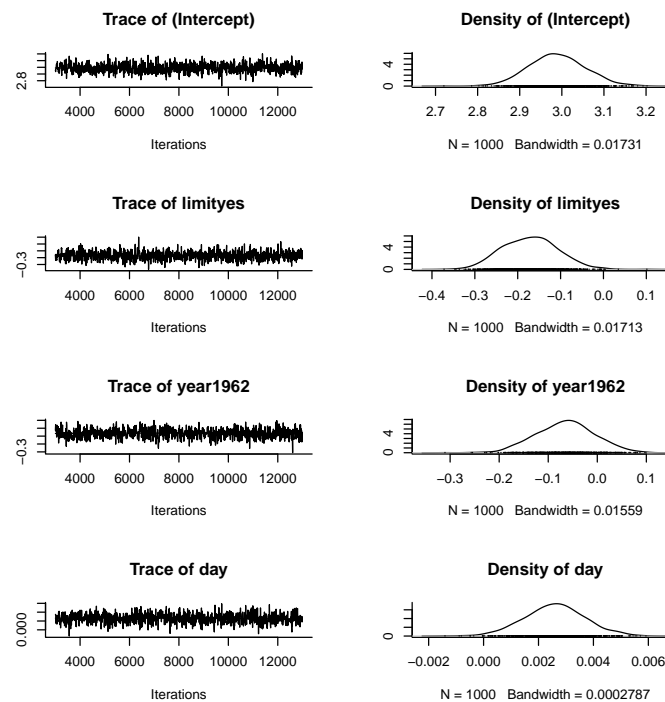 Trace of (Intercept)
2.8
4000 6000 8000 10000 12000
Iterations
Density of (Intercept)
0 4
2.7 2.8 2.9 3.0 3.1 3.2
N = 1000 Bandwidth = 0.01731
Trace of limityes
−0.3
4000 6000 8000 10000 12000
Iterations
Density of limityes
0 4
−0.4 −0.3 −0.2 −0.1 0.0 0.1
N = 1000 Bandwidth = 0.01713
Trace of year1962
−0.3
4000 6000 8000 10000 12000
Iterations
Density of year1962
0 4
−0.3 −0.2 −0.1 0.0 0.1
N = 1000 Bandwidth = 0.01559
Trace of day
0.000
4000 6000 8000 10000 12000
Iterations
Density of day
0
−0.002 0.000 0.002 0.004 0.006
N = 1000 Bandwidth = 0.0002787